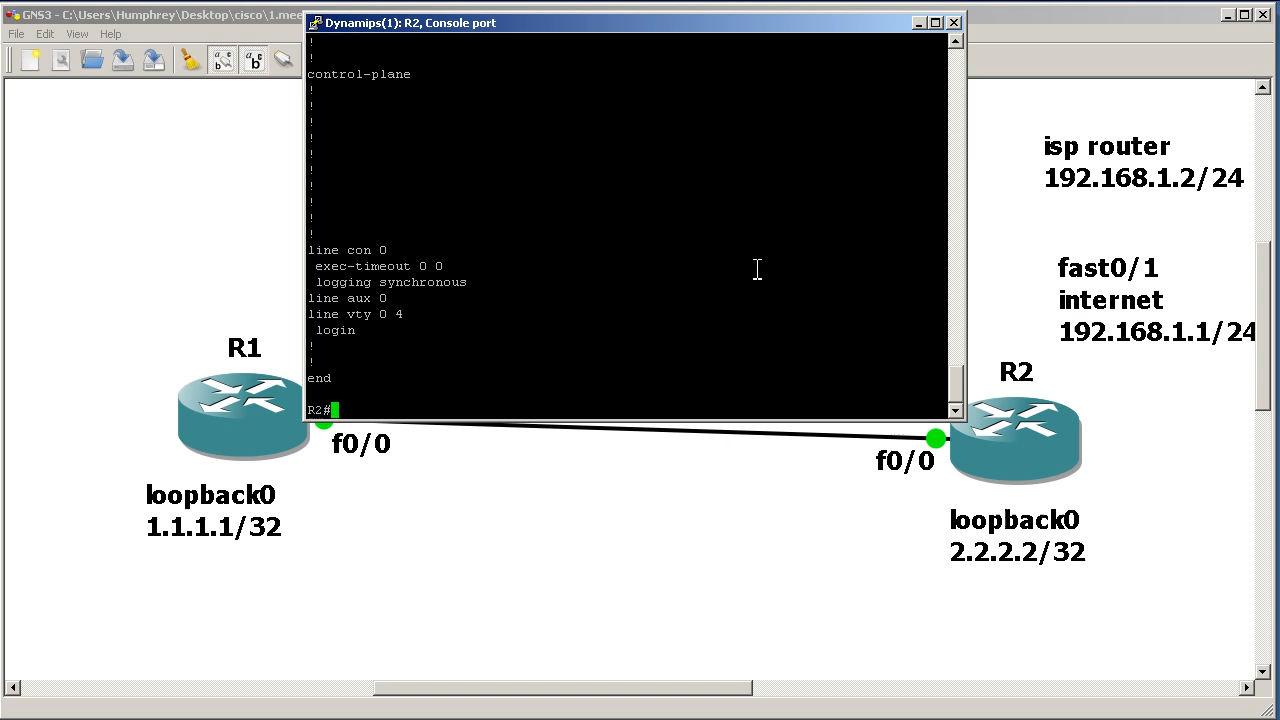 GNS3 - C:\Users\Humphrey\Desktop\cisco\1.mee
Dynamips(1): R2, Console port
File Edit View Help
!
!
control-plane
!
!
!
!
!
!
!
!
!
!
line con 0
exec-timeout 0 0
logging synchronous
line aux 0
line vty 0 4
login
!
!
end
R2#
isp router
192.168.1.2/24
fast0/1
internet
192.168.1.1/24
R1
R2
f0/0
f0/0
loopback0
1.1.1.1/32
loopback0
2.2.2.2/32